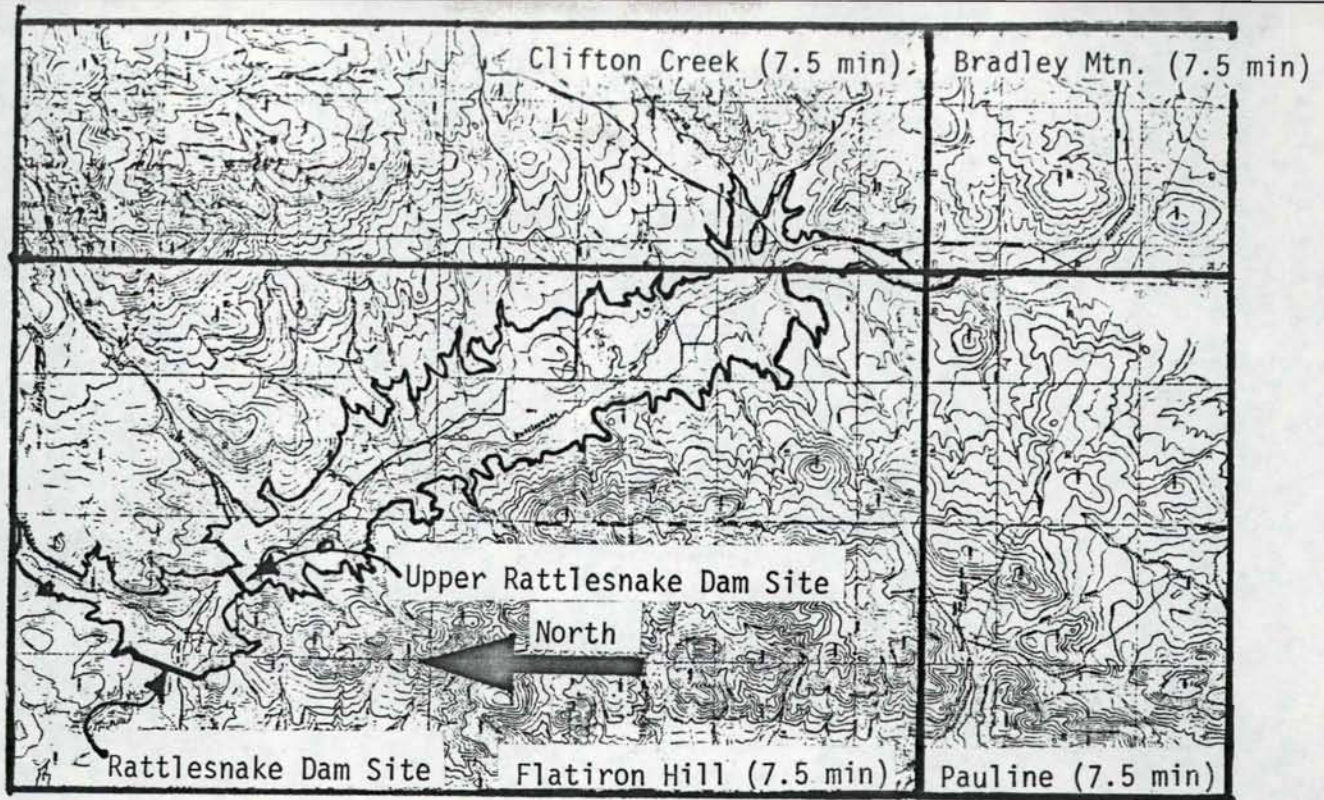 Clifton Creek (7.5 min)
Bradley Mtn. (7.5 min)
Rattlesnake
Upper Rattlesnake Dam Site
North
Rattlesnake Dam Site
Flatiron Hill (7.5 min)
Pauline (7.5 min)